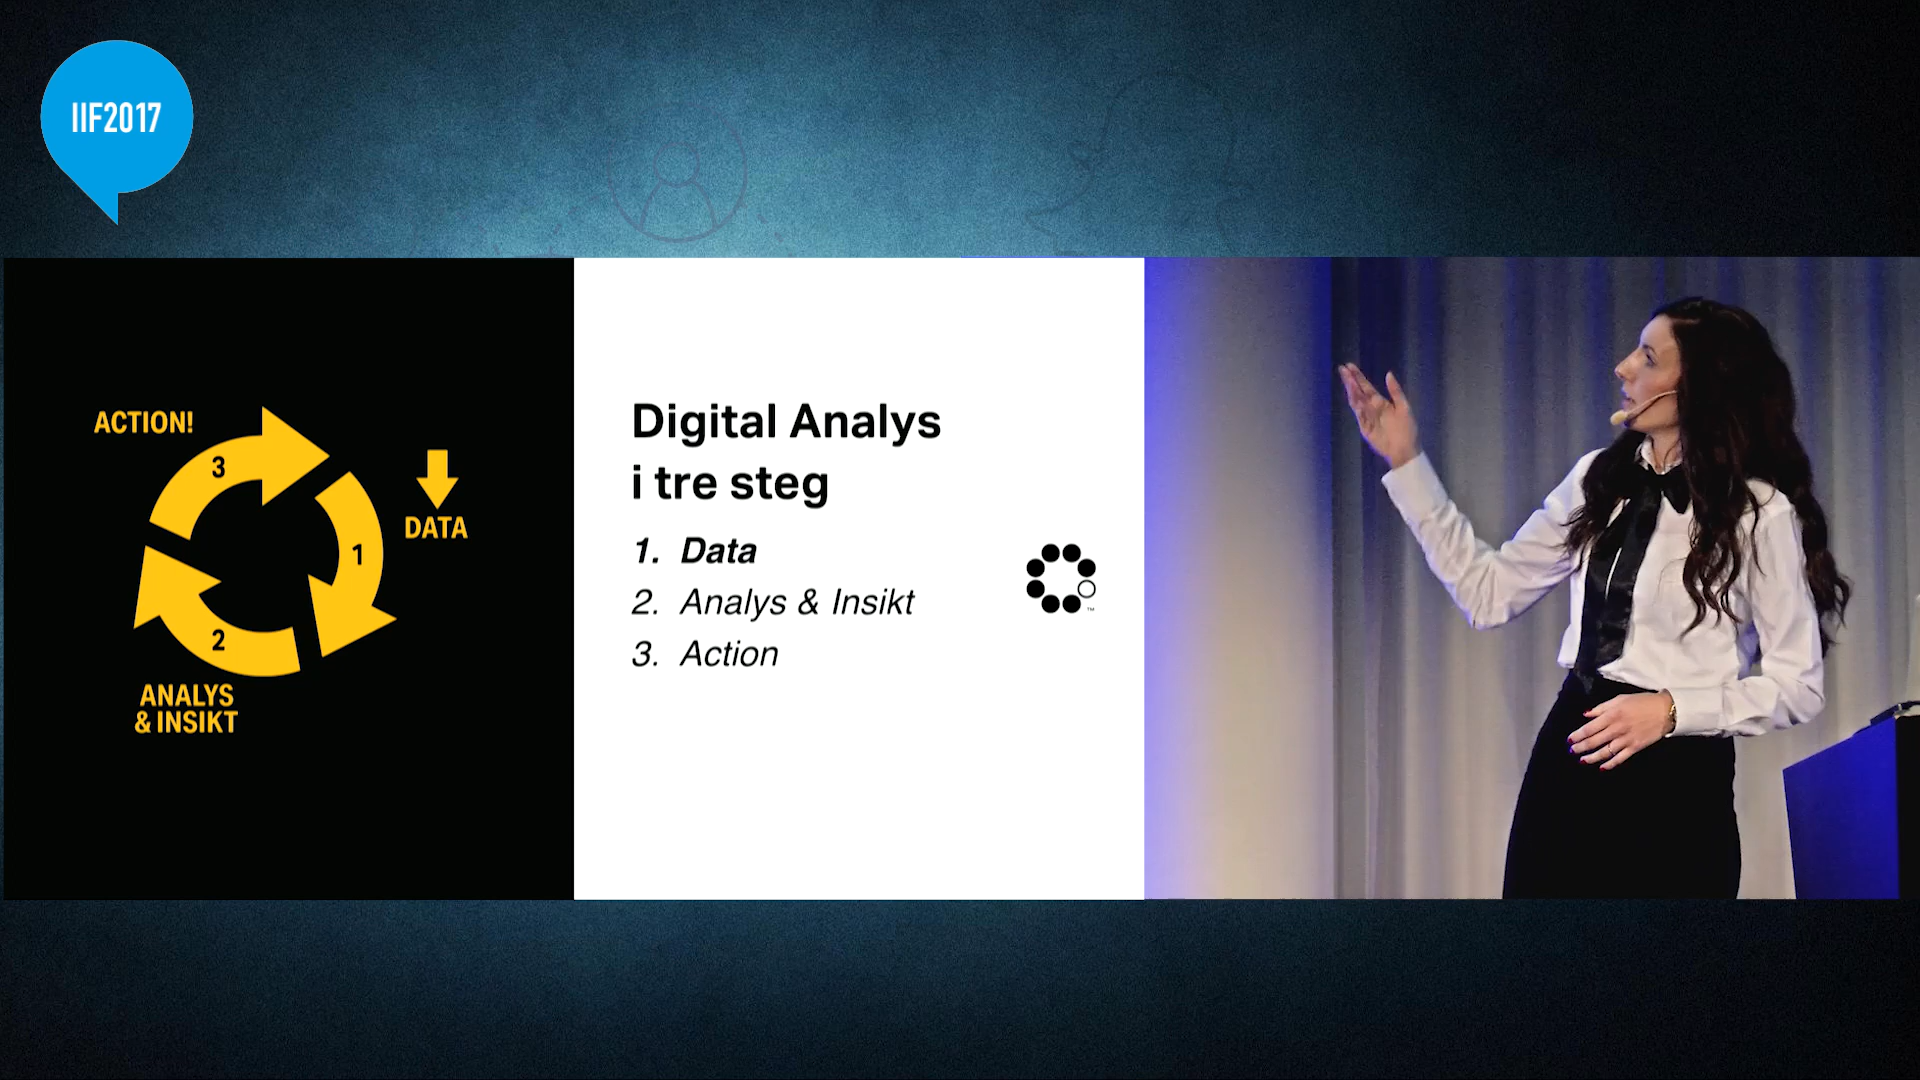 IIF2017
ACTION!
3
DATA
1
2
ANALYS
& INSIKT
Digital Analys
i tre steg
1. Data
2. Analys & Insikt
3. Action
™